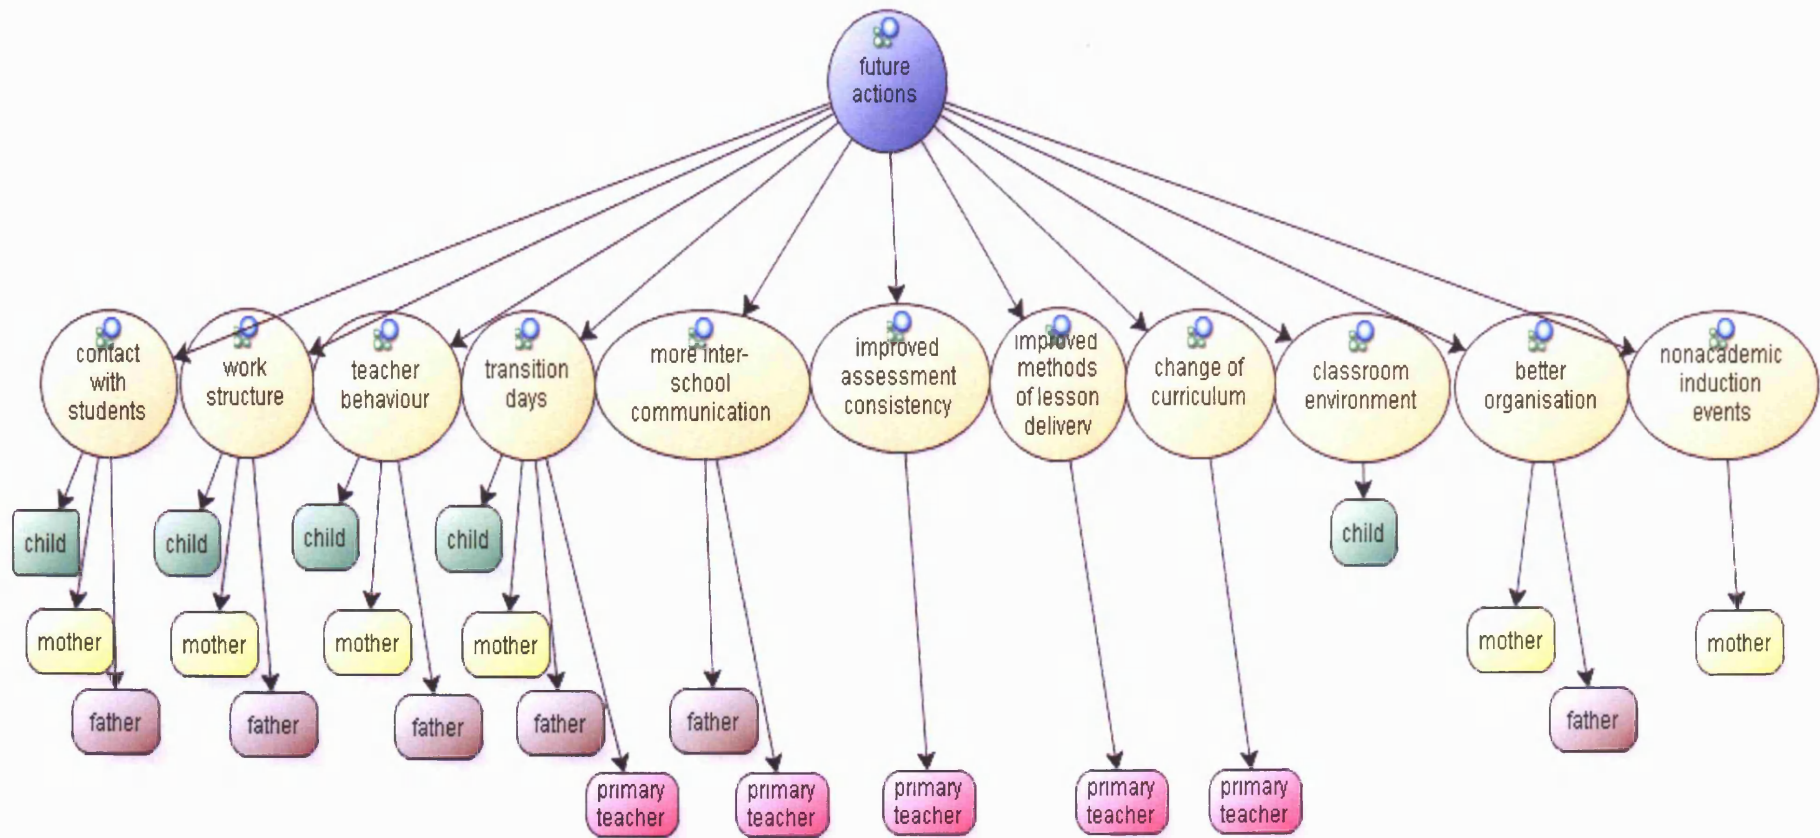 future
actions
contact
with
students
work
structure
teacher
behaviour
transition
days
more inter-
school
communication
improved
assessment
consistency
improved
methods
of lesson
delivery
change of
curriculum
classroom
environment
better
organisation
nonacademic
induction
events
child
child
child
child
child
mother
mother
mother
mother
mother
mother
father
father
father
father
father
father
primary
teacher
primary
teacher
primary
teacher
primary
teacher
primary
teacher